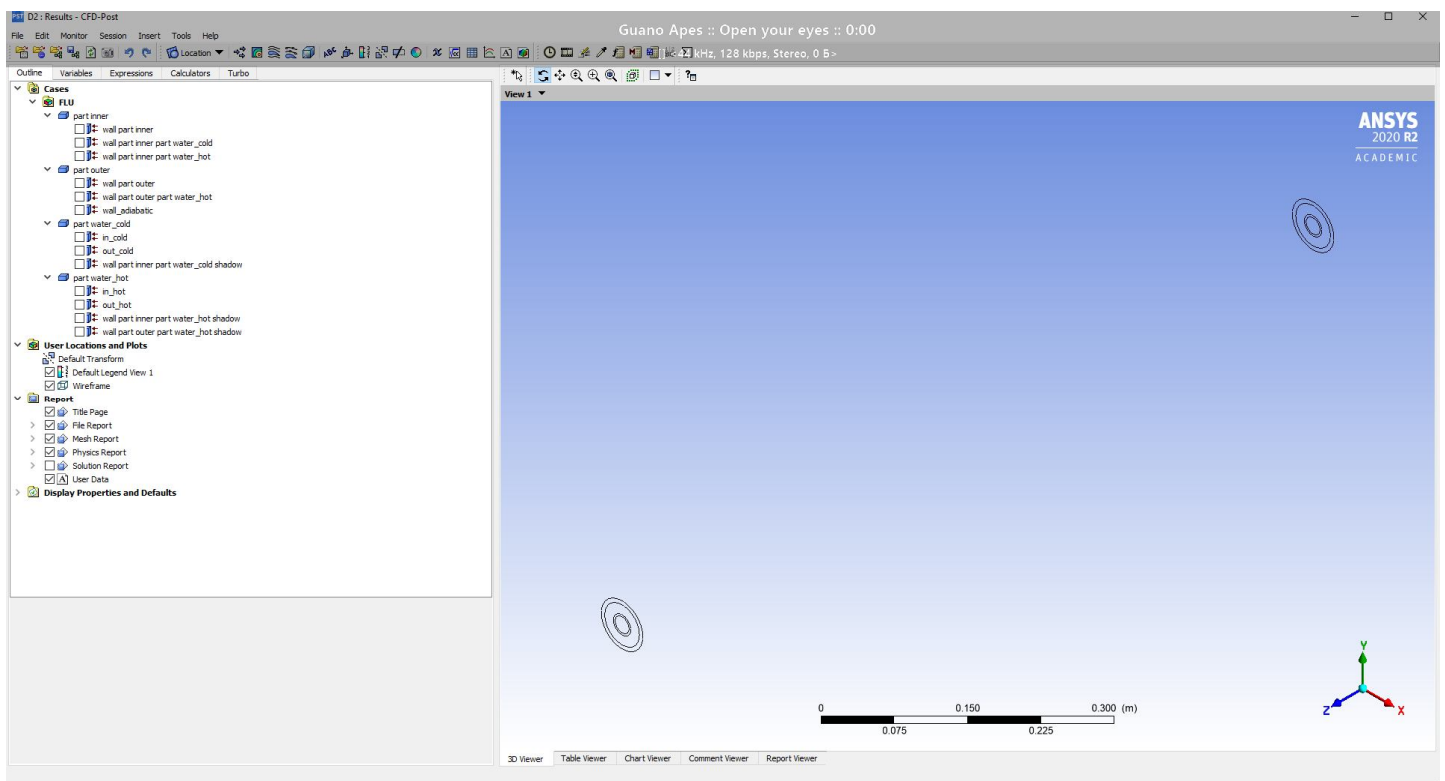 D2 : Results - CFD-Post
Guano Apes :: Open your eyes :: 0:00
File Edit Monitor Session Insert Tools Help
Location
<44 kHz, 128 kbps, Stereo, 0 Б>
Outline Variables Expressions Calculators Turbo
View 1
Cases
FLU
part inner
wall part inner
wall part inner part water_cold
wall part inner part water_hot
part outer
wall part outer
wall part outer part water_hot
wall_adiabatic
part water_cold
in_cold
out_cold
wall part inner part water_cold shadow
part water_hot
in_hot
out_hot
wall part inner part water_hot shadow
wall part outer part water_hot shadow
User Locations and Plots
Default Transform
Default Legend View 1
Wireframe
Report
Title Page
File Report
Mesh Report
Physics Report
Solution Report
User Data
Display Properties and Defaults
ANSYS
2020 R2
ACADEMIC
Y
Z X
0 0.150 0.300 (m)
0.075 0.225
3D Viewer Table Viewer Chart Viewer Comment Viewer Report Viewer